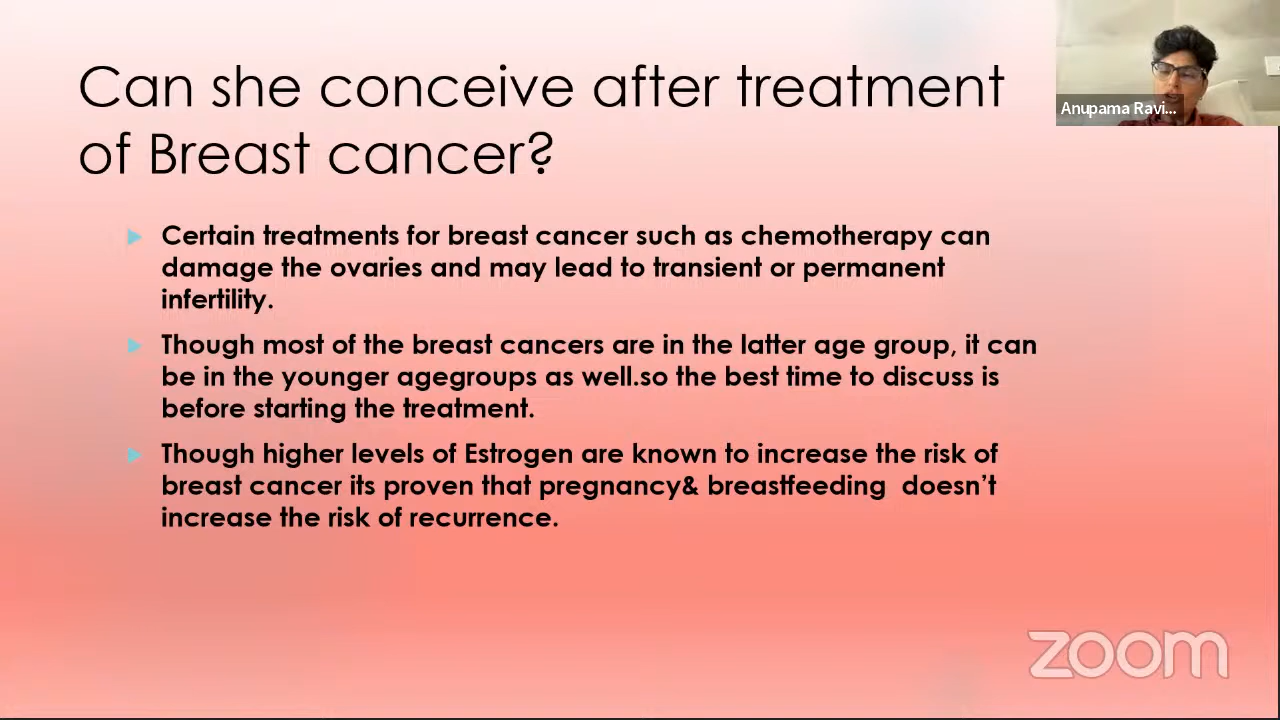 Can she conceive after treatment
of Breast cancer?
Anupama Ravi...
Certain treatments for breast cancer such as chemotherapy can
damage the ovaries and may lead to transient or permanent
infertility.
Though most of the breast cancers are in the latter age group, it can
be in the younger agegroups as well.so the best time to discuss is
before starting the treatment.
Though higher levels of Estrogen are known to increase the risk of
breast cancer its proven that pregnancy& breastfeeding  doesn't
increase the risk of recurrence.
zoom